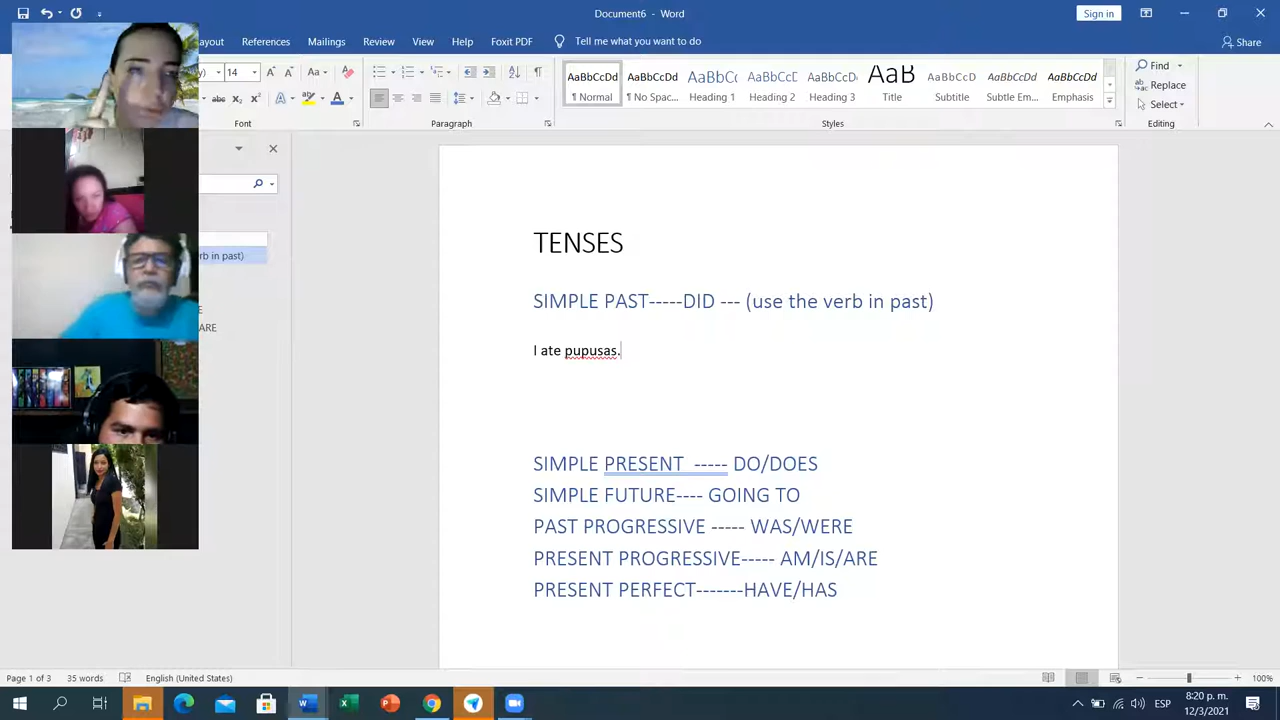 Document6 - Word
Sign in
ayout References Mailings Review View Help Foxit PDF Tell me what you want to do
Share
14
Aa
AaBbCcDd AaBbCcDd AaBbC AaBbCcD AaBbCcD AaB AaBbCcD AaBbCcDd AaBbCcDd
¶ Normal ¶ No Spac... Heading 1 Heading 2 Heading 3 Title Subtitle Subtle Em... Emphasis
Find
Replace
Select
Font Paragraph Styles Editing
rb in past)
E
ARE
TENSES
SIMPLE PAST-----DID --- (use the verb in past)
I ate pupusas.
SIMPLE PRESENT ----- DO/DOES
SIMPLE FUTURE---- GOING TO
PAST PROGRESSIVE ----- WAS/WERE
PRESENT PROGRESSIVE----- AM/IS/ARE
PRESENT PERFECT-------HAVE/HAS
Page 1 of 3 35 words English (United States) 100%
ESP
8:20 p. m.
12/3/2021